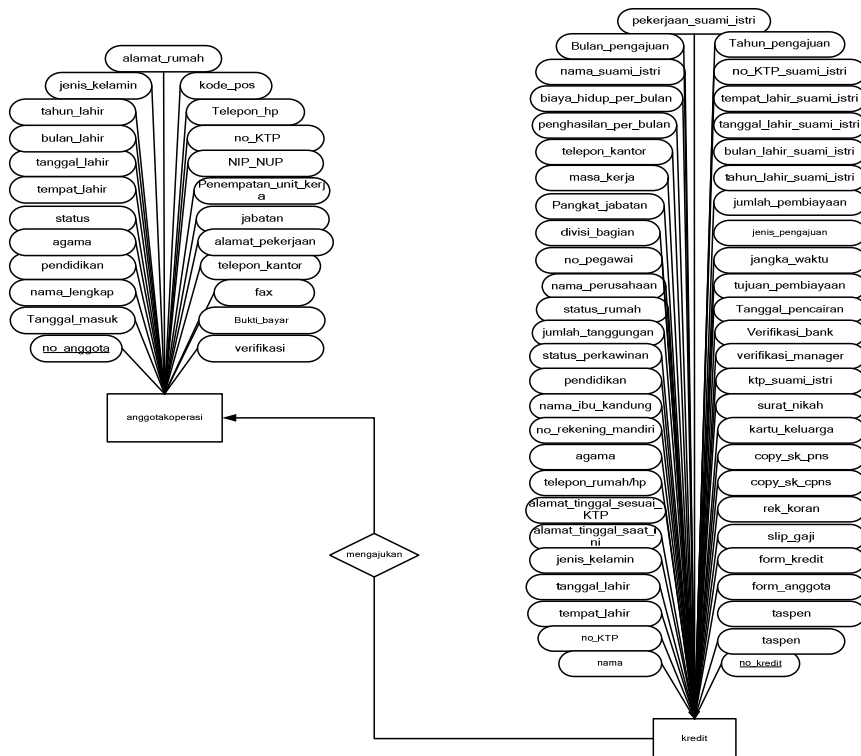 alamat_rumah
jenis_kelamin
tahun_lahir
bulan_lahir
tanggal_lahir
tempat_lahir
status
agama
pendidikan
nama_lengkap
Tanggal_masuk
no_anggota
kode_pos
Telepon_hp
no_KTP
NIP_NUP
Penempatan_unit_kerj
a
jabatan
alamat_pekerjaan
telepon_kantor
fax
Bukti_bayar
verifikasi
anggotakoperasi
mengajukan
pekerjaan_suami_istri
Bulan_pengajuan
nama_suami_istri
biaya_hidup_per_bulan
penghasilan_per_bulan
telepon_kantor
masa_kerja
Pangkat_jabatan
divisi_bagian
no_pegawai
nama_perusahaan
status_rumah
jumlah_tanggungan
status_perkawinan
pendidikan
nama_ibu_kandung
no_rekening_mandiri
agama
telepon_rumah/hp
alamat_tinggal_sesuai_
KTP
alamat_tinggal_saat_i
ni
jenis_kelamin
tanggal_lahir
tempat_lahir
no_KTP
nama
Tahun_pengajuan
no_KTP_suami_istri
tempat_lahir_suami_istri
tanggal_lahir_suami_istri
bulan_lahir_suami_istri
tahun_lahir_suami_istri
jumlah_pembiayaan
jenis_pengajuan
jangka_waktu
tujuan_pembiayaan
Tanggal_pencairan
Verifikasi_bank
verifikasi_manager
ktp_suami_istri
surat_nikah
kartu_keluarga
copy_sk_pns
copy_sk_cpns
rek_koran
slip_gaji
form_kredit
form_anggota
taspen
taspen
no_kredit
kredit